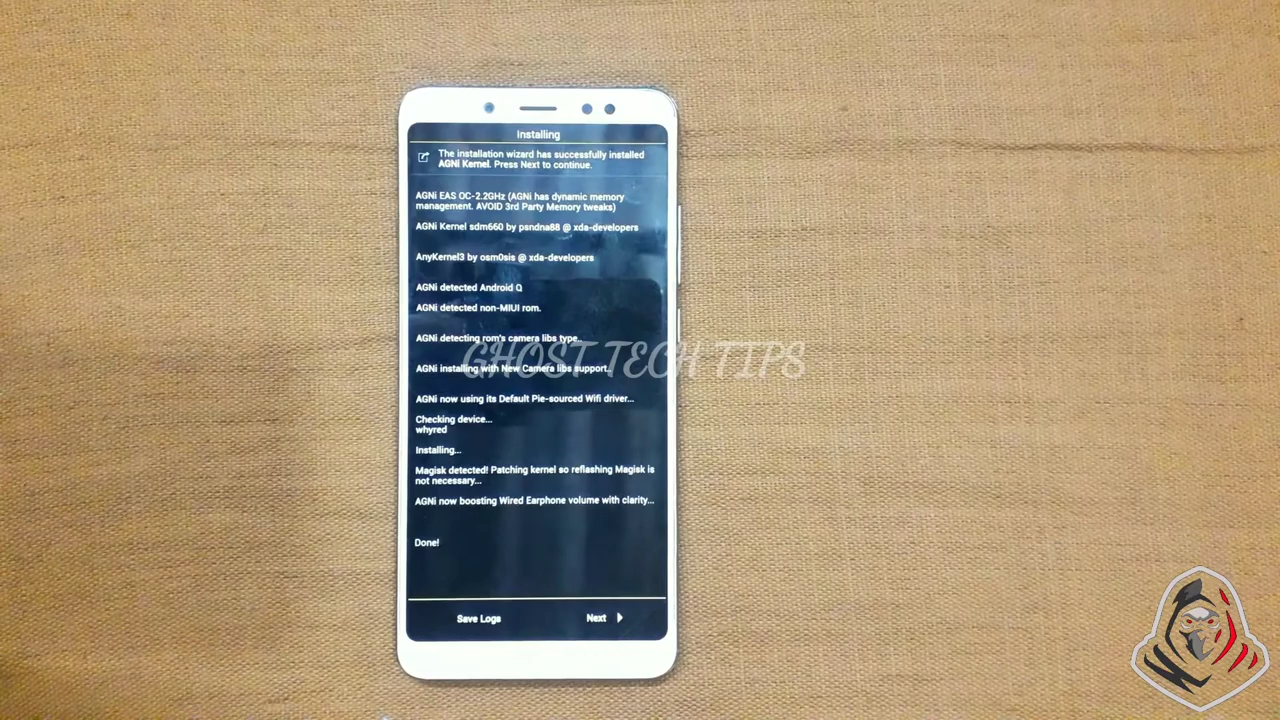 Installing
The installation wizard has successfully installed
AGNi Kernel. Press Next to continue.
AGNi EAS OC-2.2GHz (AGNi has dynamic memory
management. AVOID 3rd Party Memory tweaks)
AGNi Kernel sdm660 by psndna88 @ xda-developers
AnyKernel3 by osm0sis @ xda-developers
AGNi detected Android Q
AGNi detected non-MIUI rom.
AGNi detecting rom's camera libs type..
GHOST TECH TIPS
AGNi installing with New Camera libs support..
AGNi now using its Default Pie-sourced Wifi driver...
Checking device...
whyred
Installing...
Magisk detected! Patching kernel so reflashing Magisk is
not necessary...
AGNi now boosting Wired Earphone volume with clarity...
Done!
Save Logs
Next